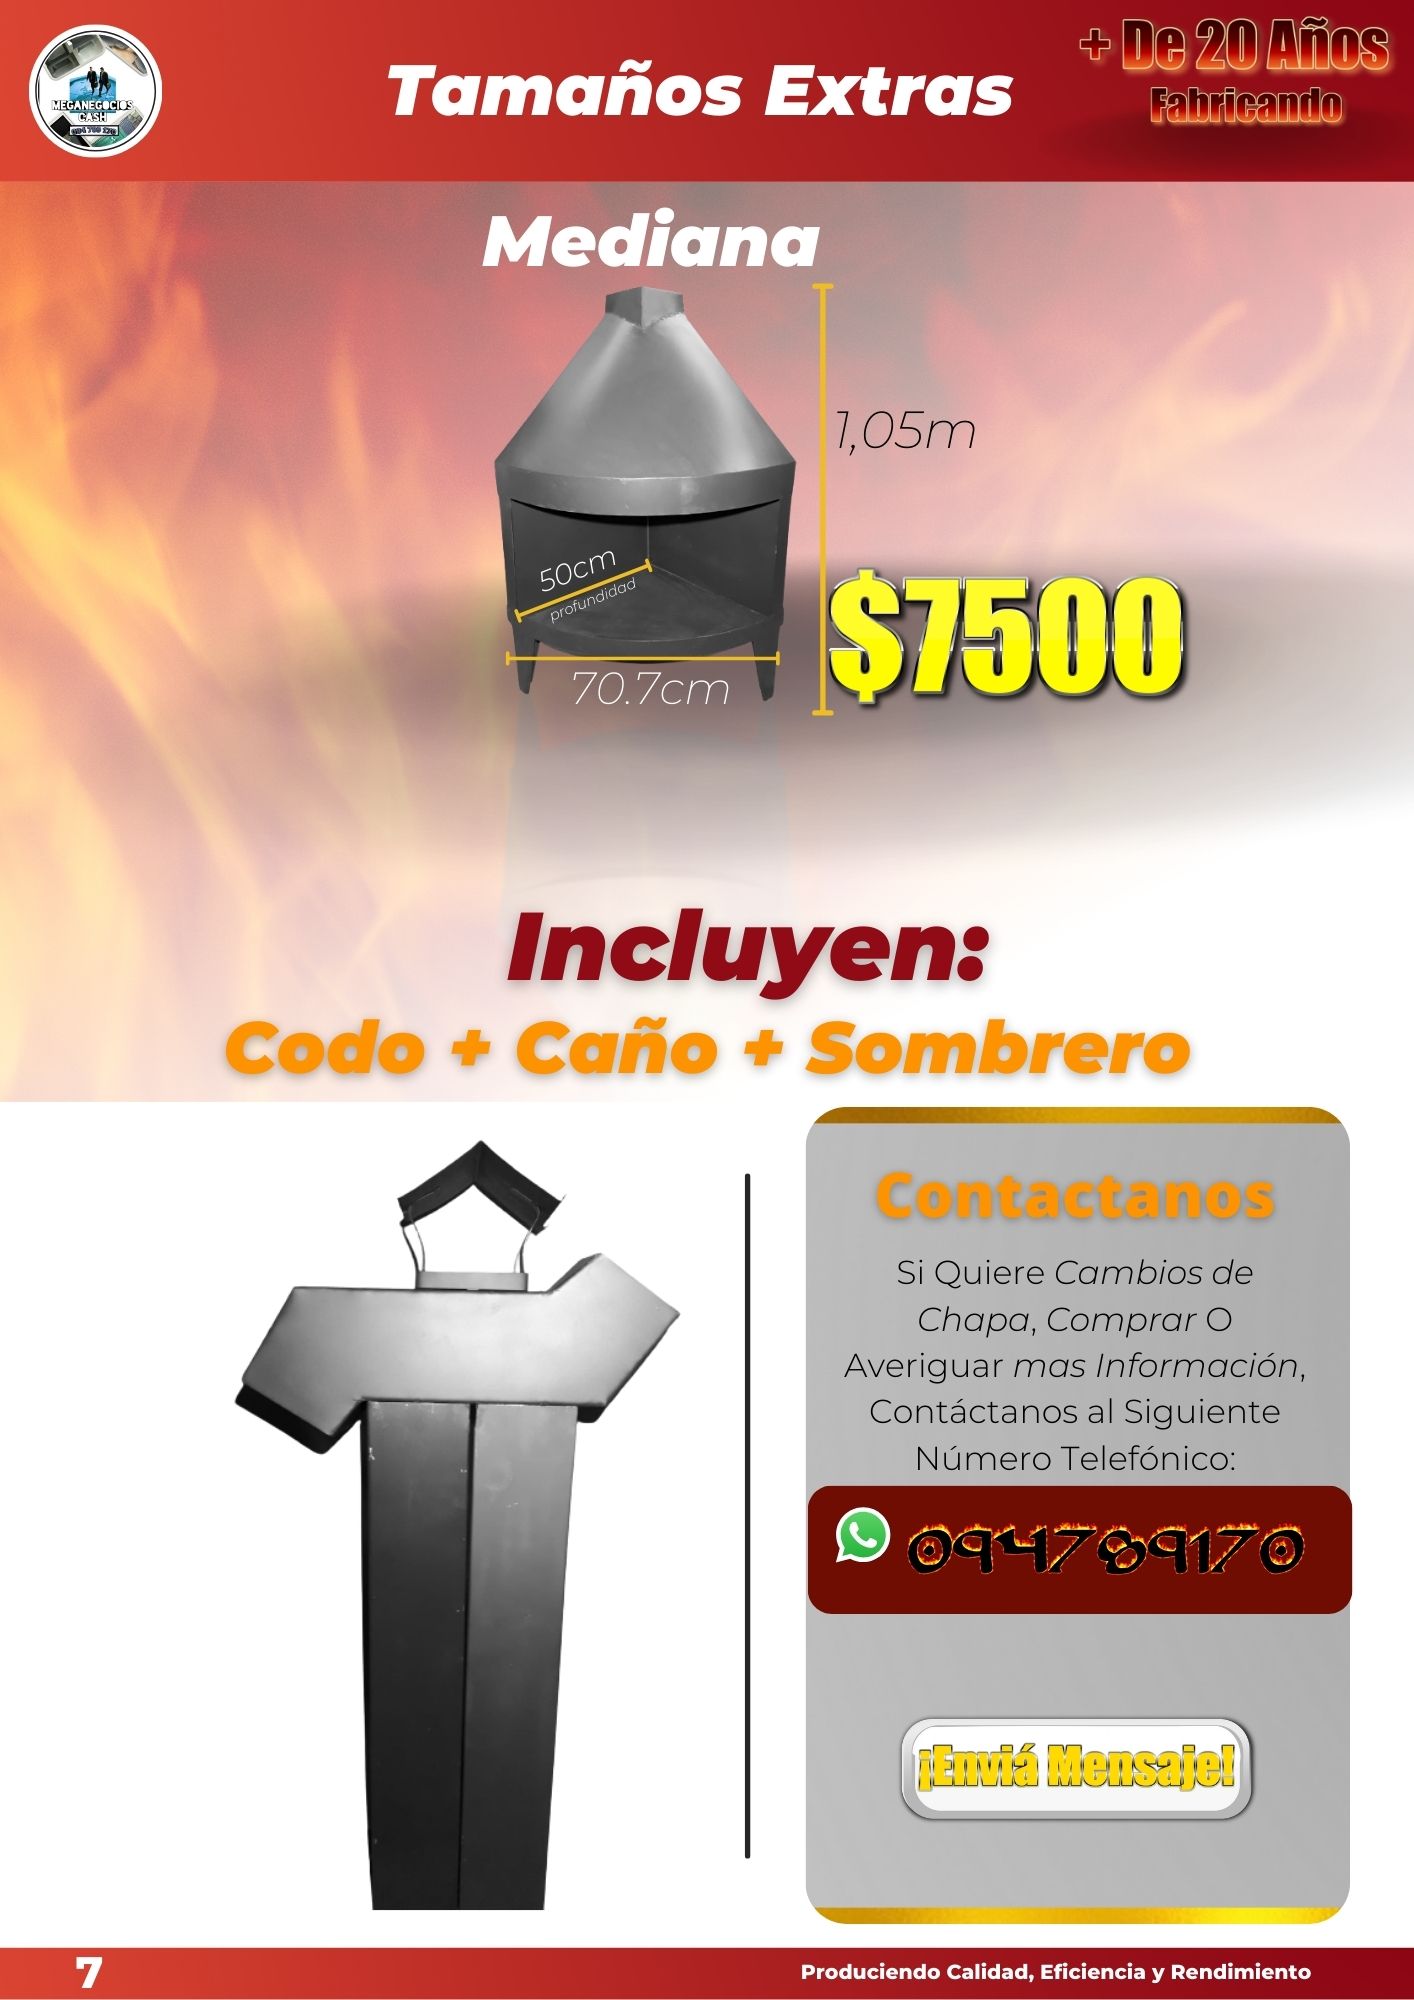 MEGANEGOCIOS
CASH
Tamaños Extras
+ De 20 Años
Fabricando
Mediana
1,05m
50cm
profundidad
$7500
70.7cm
Incluyen:
Codo + Caño + Sombrero
Contactanos
Si Quiere Cambios de
Chapa, Comprar O
Averiguar mas Información,
Contáctanos al Siguiente
Número Telefónico:
094789170
¡Enviá Mensaje!
7
Produciendo Calidad, Eficiencia y Rendimiento